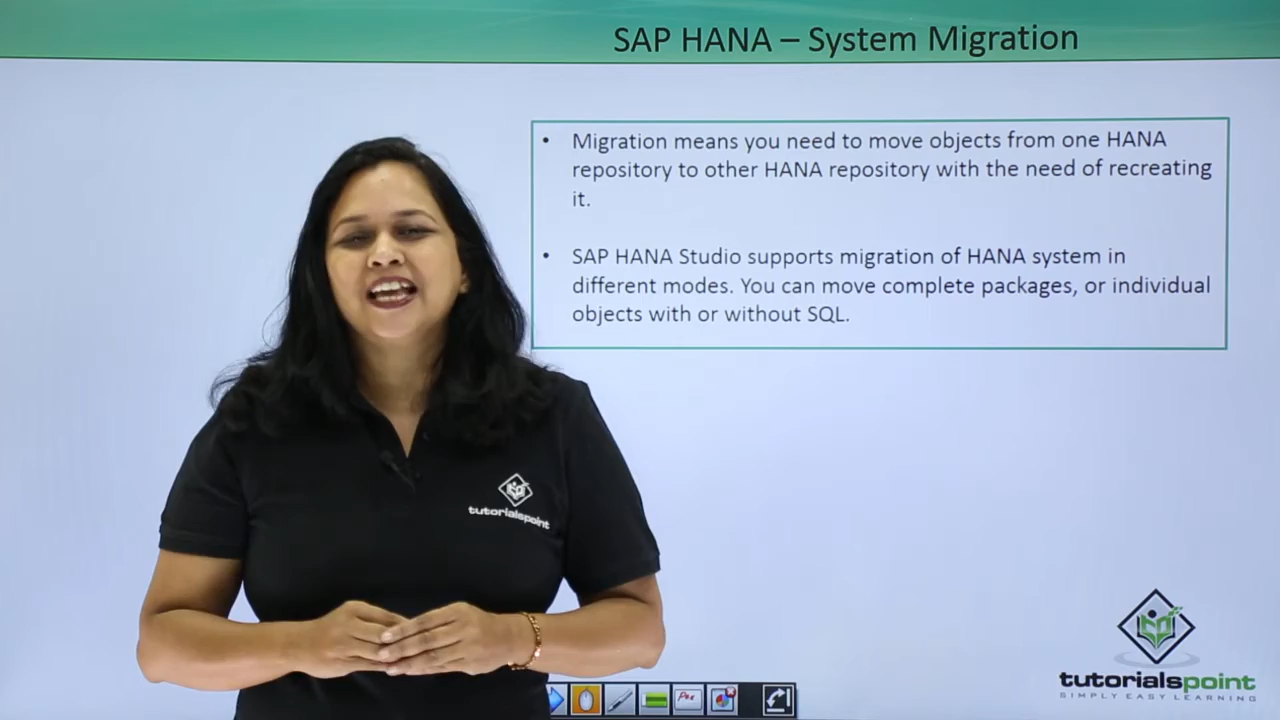 SAP HANA – System Migration
• Migration means you need to move objects from one HANA
repository to other HANA repository with the need of recreating
it.
• SAP HANA Studio supports migration of HANA system in
different modes. You can move complete packages, or individual
objects with or without SQL.
tutorialspoint
Pen
tutorialspoint
SIMPLY EASY LEARNING